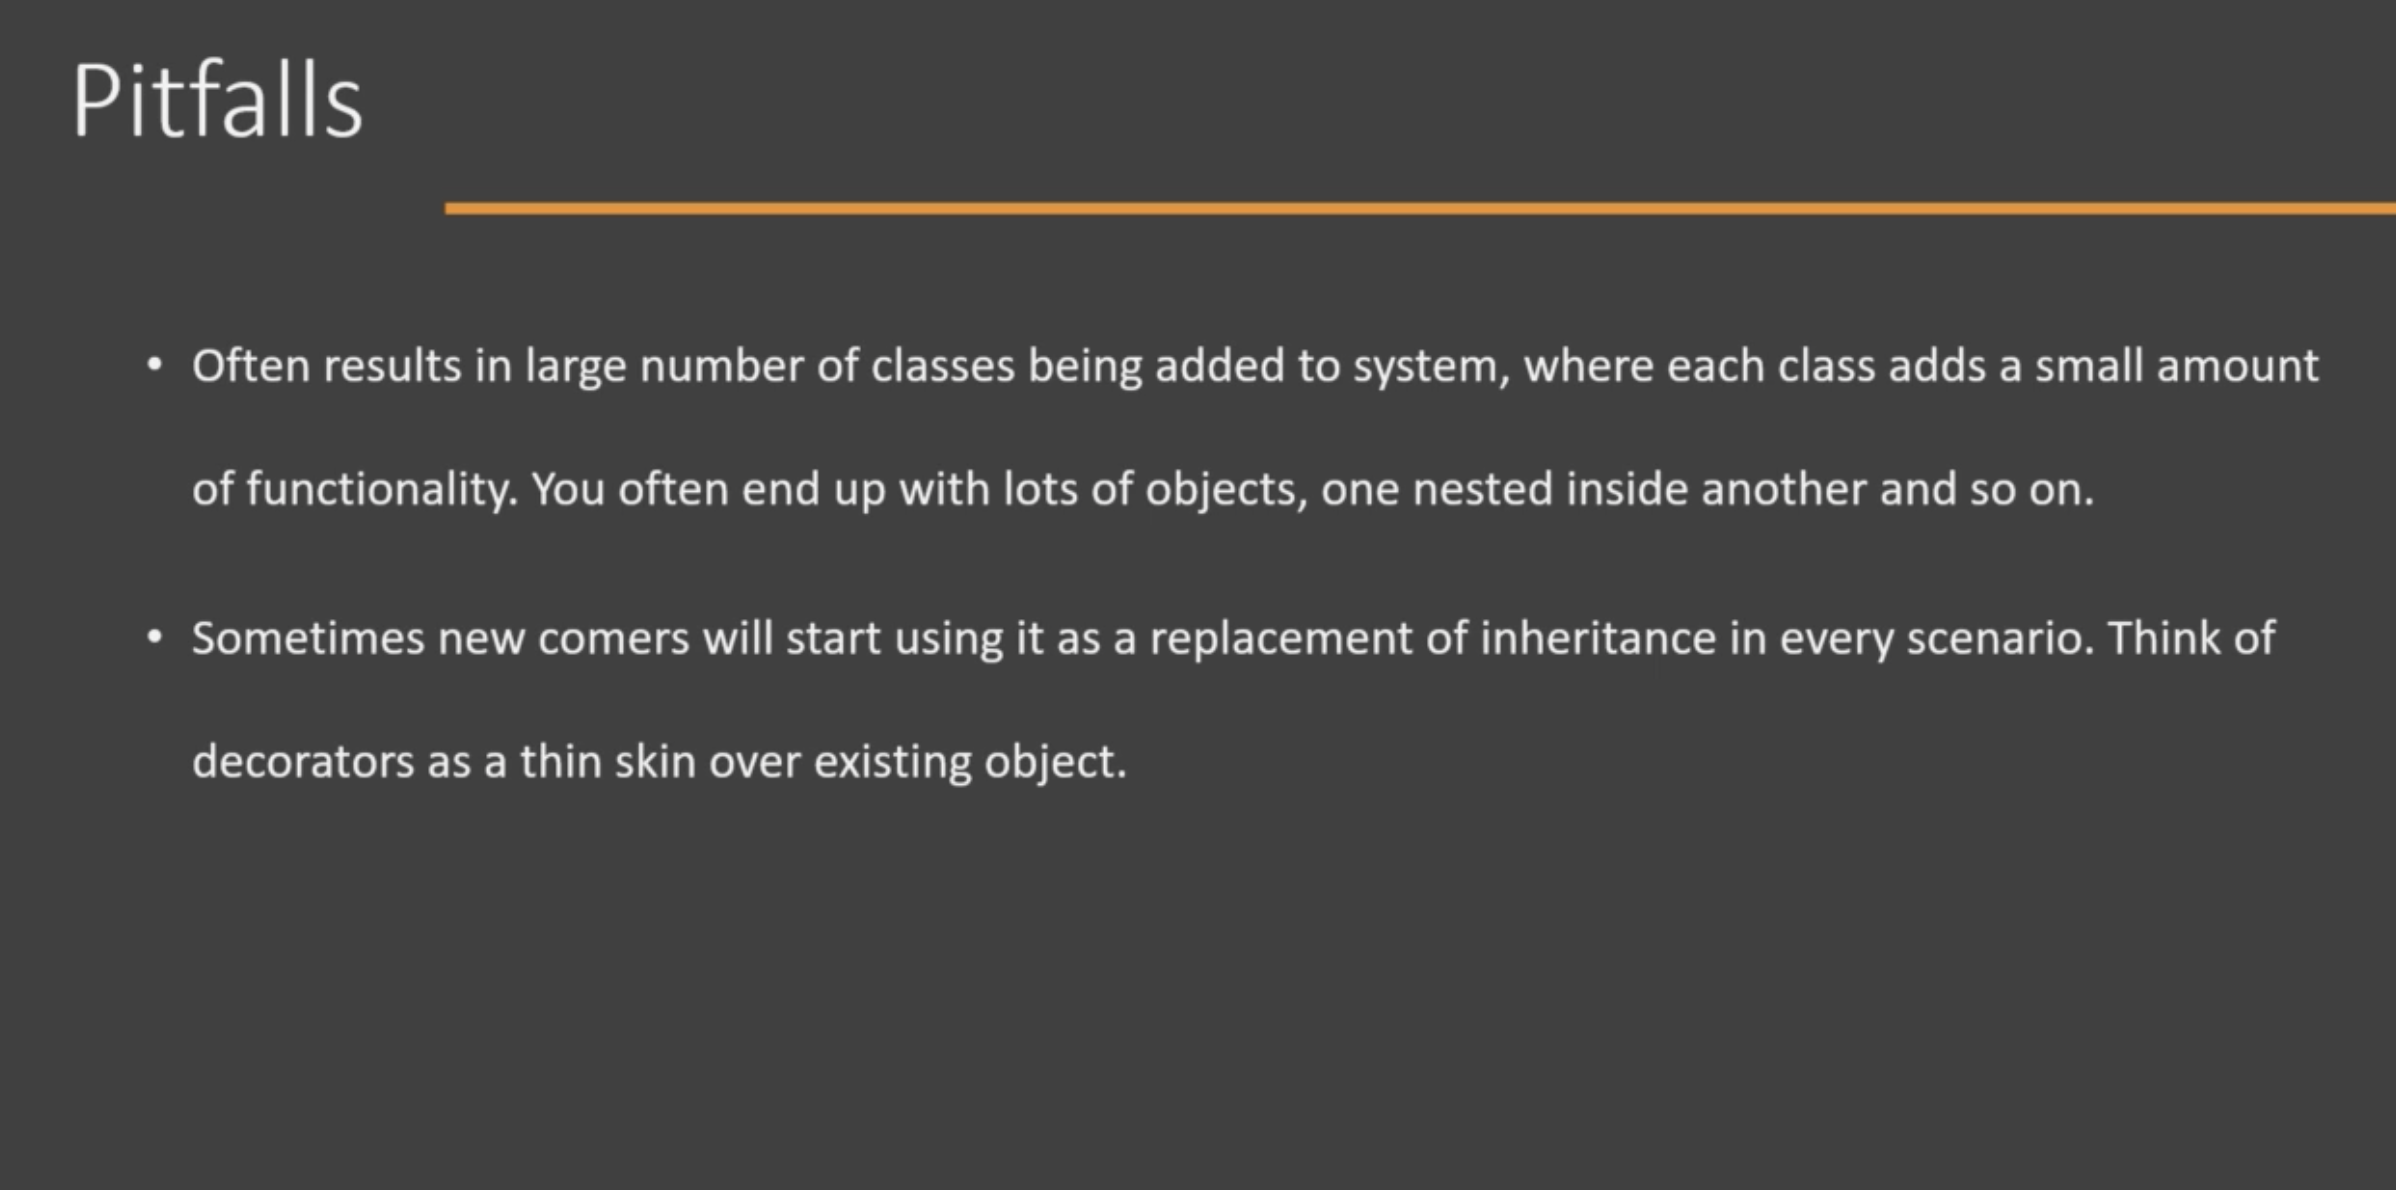 Pitfalls
• Often results in large number of classes being added to system, where each class adds a small amount
of functionality. You often end up with lots of objects, one nested inside another and so on.
• Sometimes new comers will start using it as a replacement of inheritance in every scenario. Think of
decorators as a thin skin over existing object.